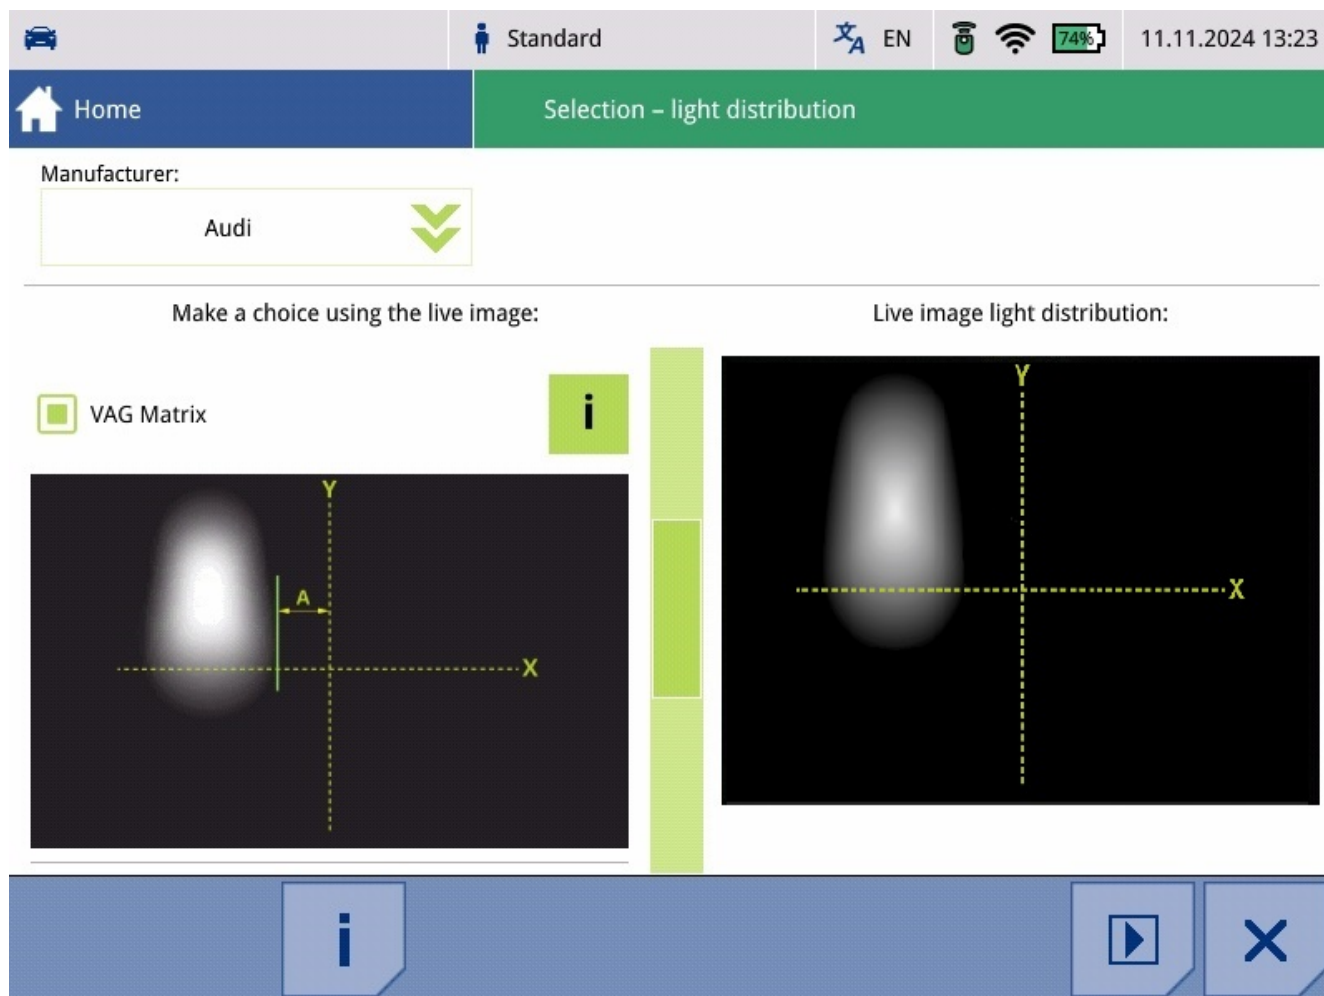 Standard
EN
74%
11.11.2024 13:23
Home
Selection – light distribution
Manufacturer:
Audi
Make a choice using the live image:
Live image light distribution:
VAG Matrix
i
Y
A
X
Y
X
i